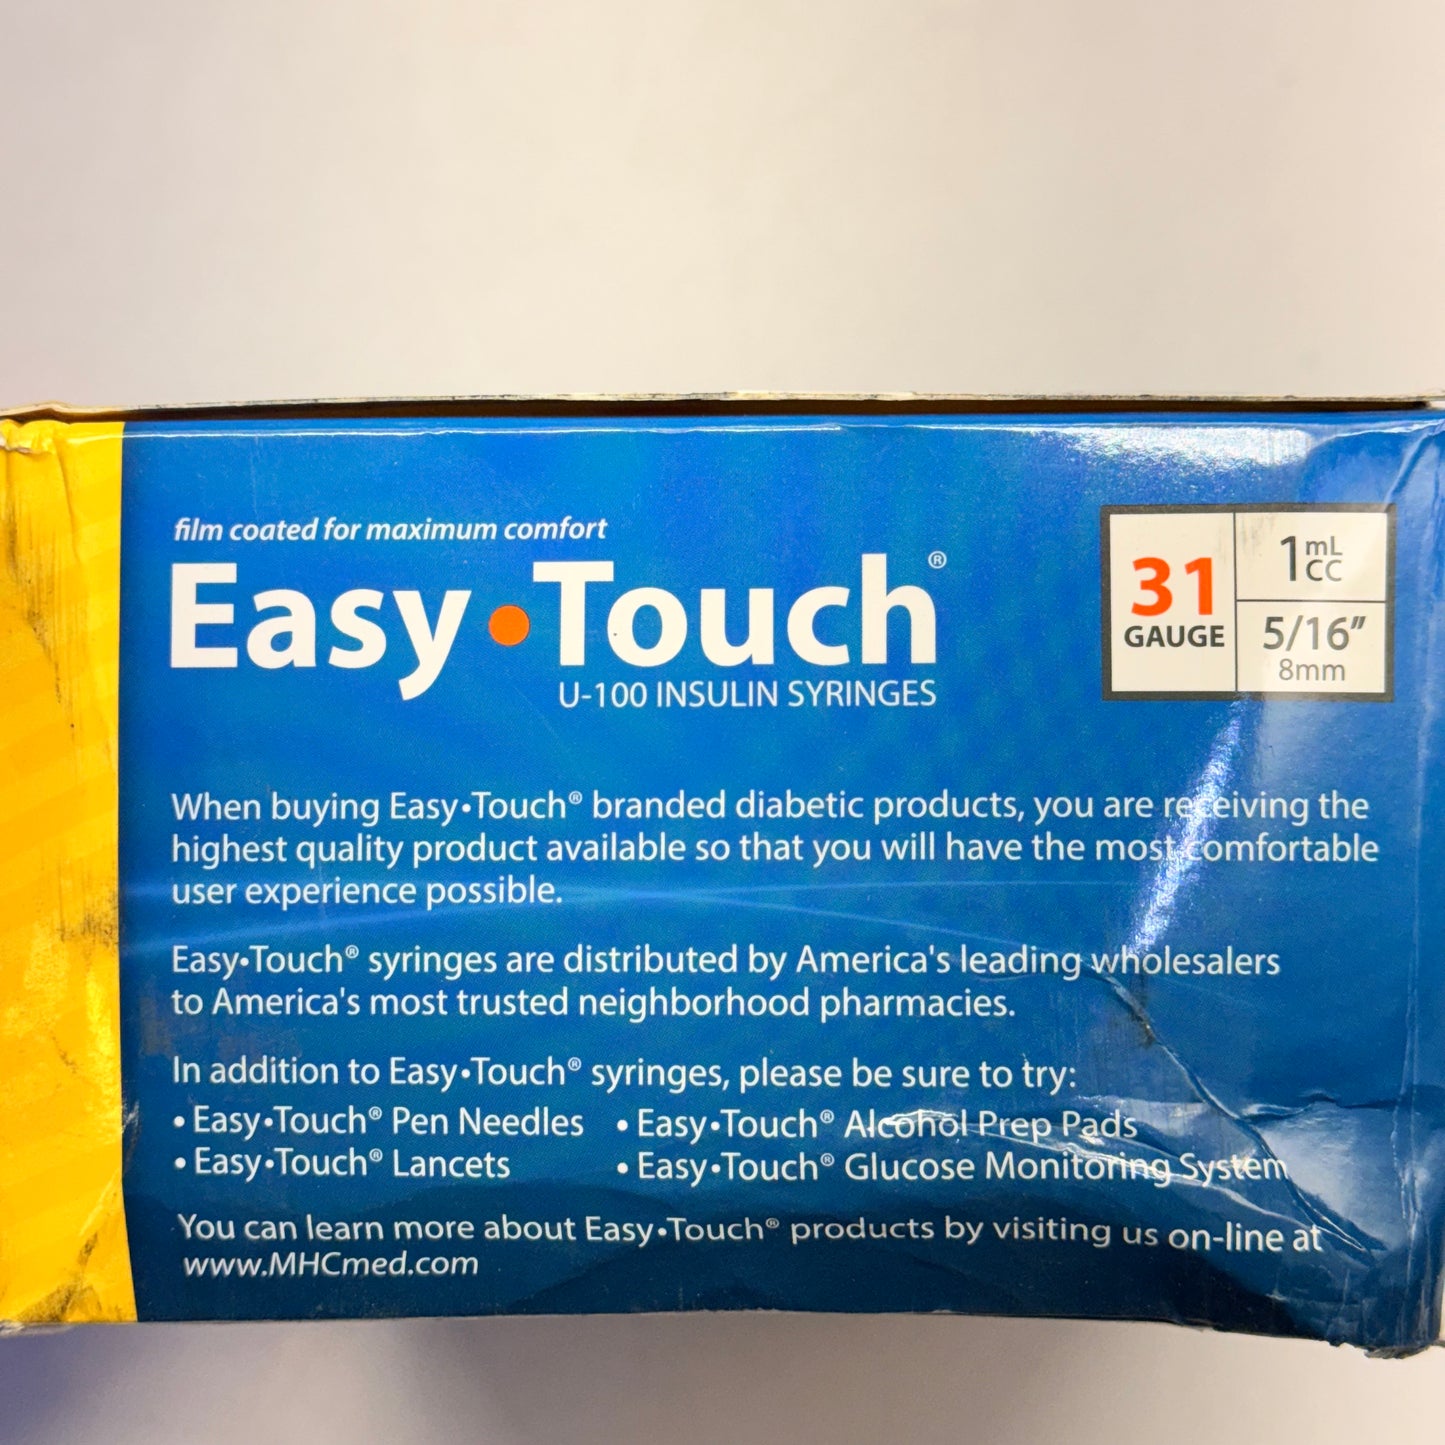 film coated for maximum comfort
Easy•Touch®
U-100 INSULIN SYRINGES
31
GAUGE
1 mL
CC
5/16”
8mm
When buying Easy•Touch® branded diabetic products, you are receiving the
highest quality product available so that you will have the most comfortable
user experience possible.
Easy•Touch® syringes are distributed by America's leading wholesalers
to America's most trusted neighborhood pharmacies.
In addition to Easy•Touch® syringes, please be sure to try:
• Easy•Touch® Pen Needles • Easy•Touch® Alcohol Prep Pads
• Easy•Touch® Lancets • Easy•Touch® Glucose Monitoring System
You can learn more about Easy•Touch® products by visiting us on-line at
www.MHCmed.com